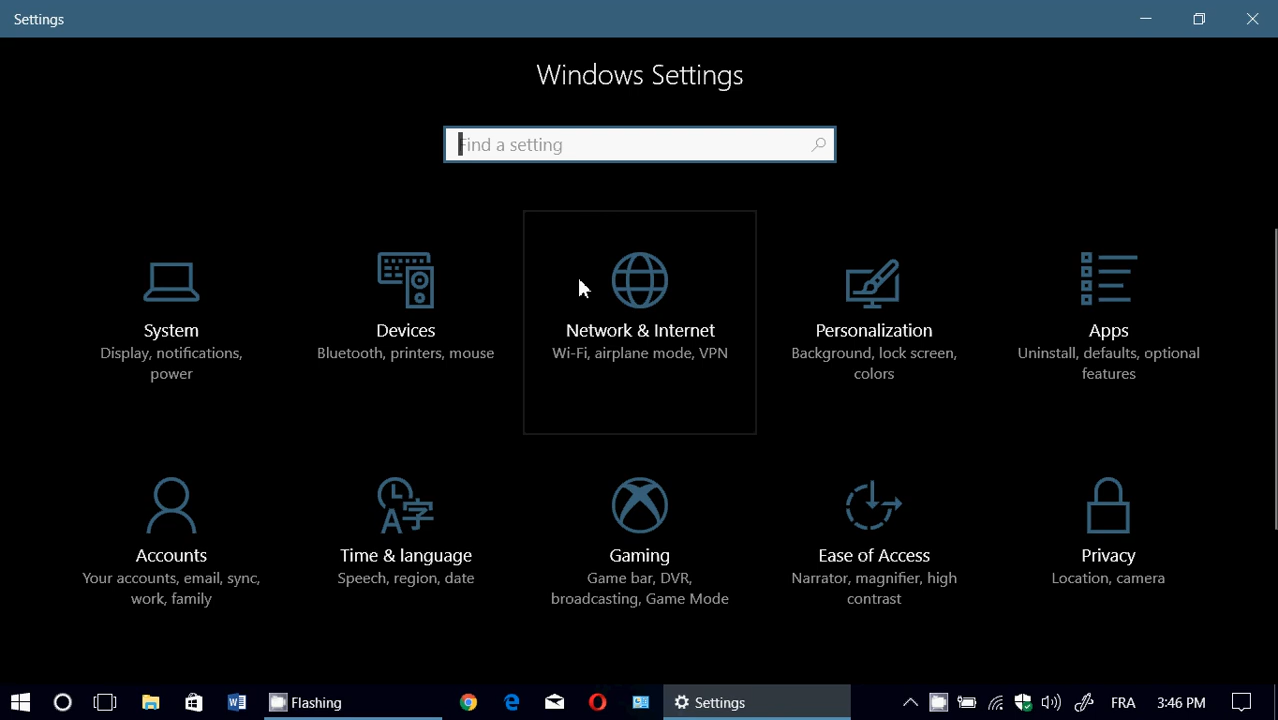 Settings
Windows Settings
Find a setting
System
Display, notifications,
power
Devices
Bluetooth, printers, mouse
Network & Internet
Wi-Fi, airplane mode, VPN
Personalization
Background, lock screen,
colors
Apps
Uninstall, defaults, optional
features
Accounts
Your accounts, email, sync,
work, family
Time & language
Speech, region, date
Gaming
Game bar, DVR,
broadcasting, Game Mode
Ease of Access
Narrator, magnifier, high
contrast
Privacy
Location, camera
Flashing
Settings
FRA
3:46 PM